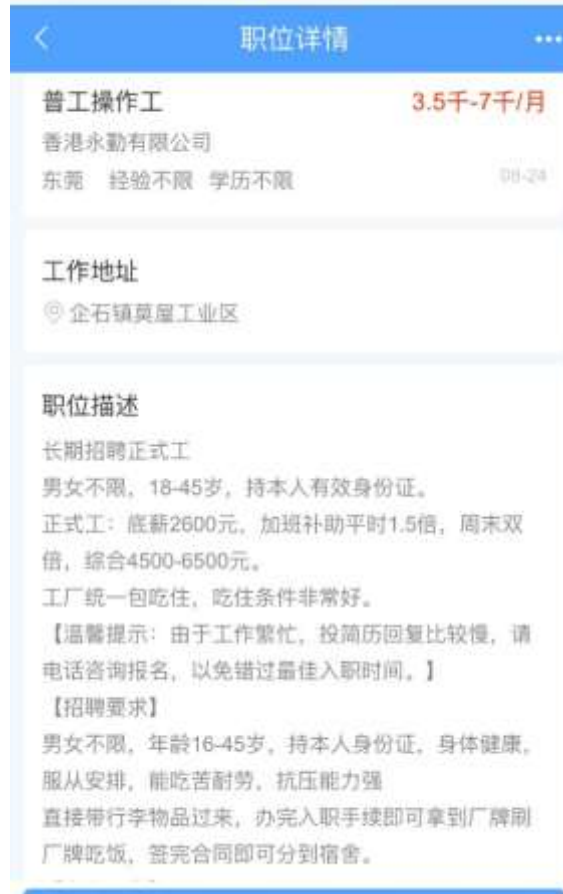 职位详情
普工操作工 3.5千-7千/月
香港永勤有限公司
东莞 经验不限 学历不限 08-24
工作地址
企石镇莫屋工业区
职位描述
长期招聘正式工
男女不限，18-45岁，持本人有效身份证。
正式工：底薪2600元，加班补助平时1.5倍，周末双
倍，综合4500-6500元。
工厂统一包吃住，吃住条件非常好。
【温馨提示：由于工作繁忙，投简历回复比较慢，请
电话咨询报名，以免错过最佳入职时间。】
【招聘要求】
男女不限，年龄16-45岁，持本人身份证，身体健康，
服从安排，能吃苦耐劳，抗压能力强
直接带行李物品过来，办完入职手续即可拿到厂牌刷
厂牌吃饭，签完合同即可分到宿舍。